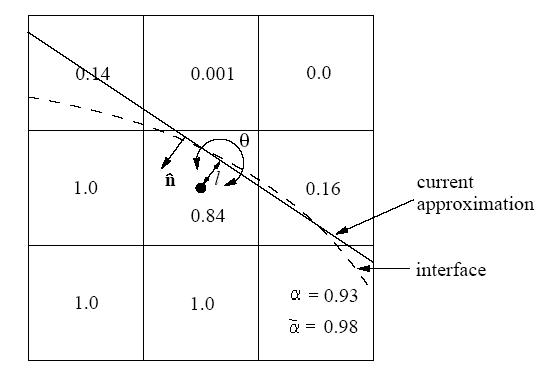 0.14 0.001 0.0
θ
n̂ l
1.0 0.84 0.16
current
approximation
interface
1.0 1.0 α = 0.93
α̃ = 0.98